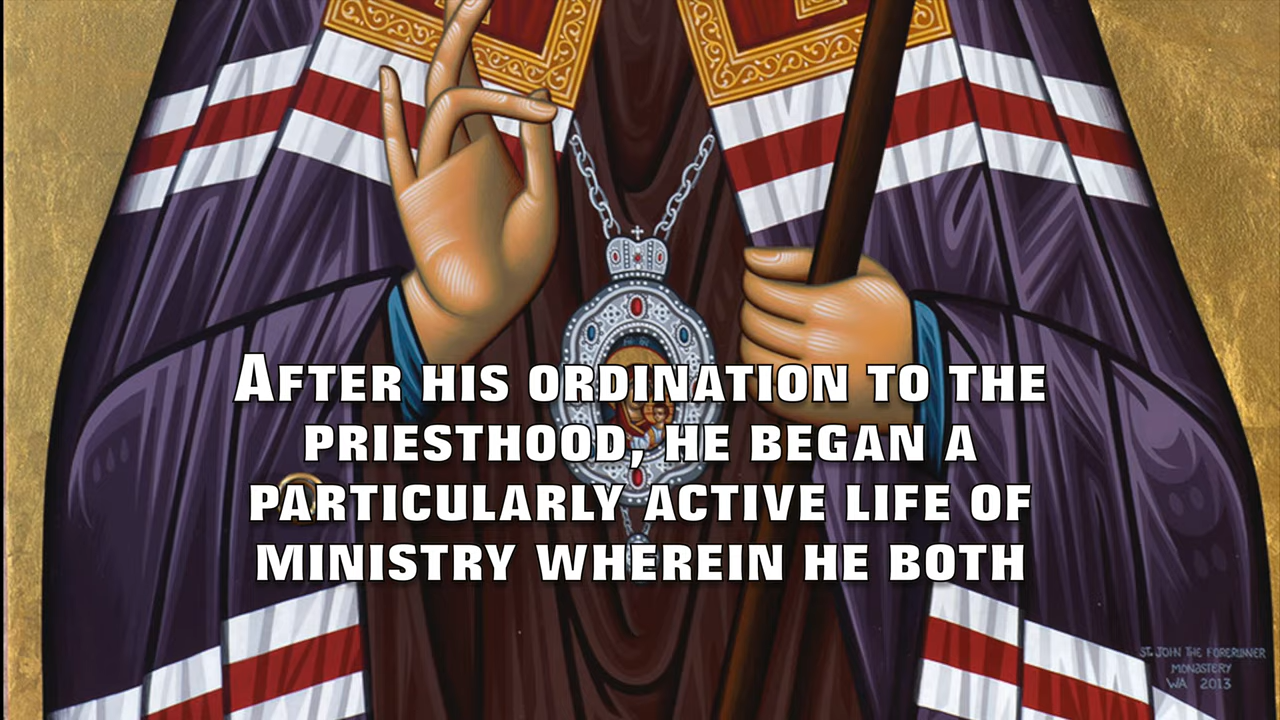 After his ordination to the
priesthood, he began a
particularly active life of
ministry wherein he both
St. John the Forerunner
Monastery
WA 2013